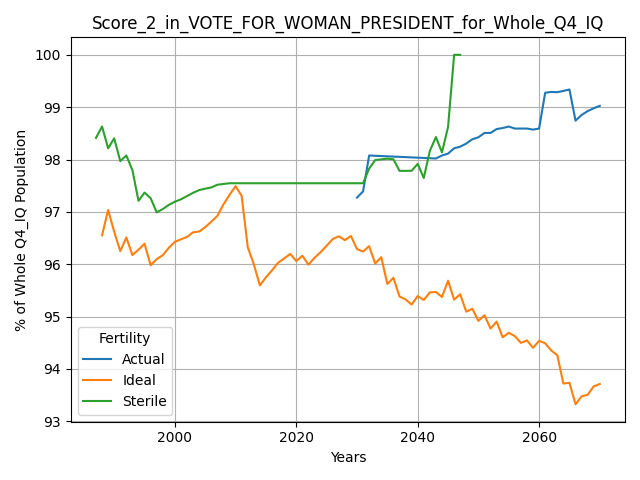 Score_2_in_VOTE_FOR_WOMAN_PRESIDENT_for_Whole_Q4_IQ
% of Whole Q4_IQ Population
100
99
98
97
96
95
94
93
Fertility
Actual
Ideal
Sterile
2000
2020
2040
2060
Years